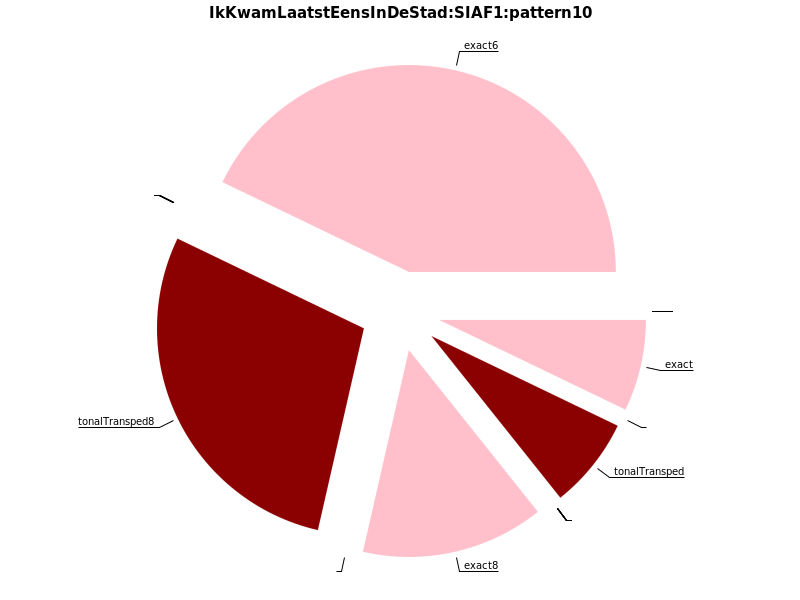 IkKwamLaatstEensInDeStad:SIAF1:pattern10
exact6
exact
tonalTransped8
tonalTransped
exact8